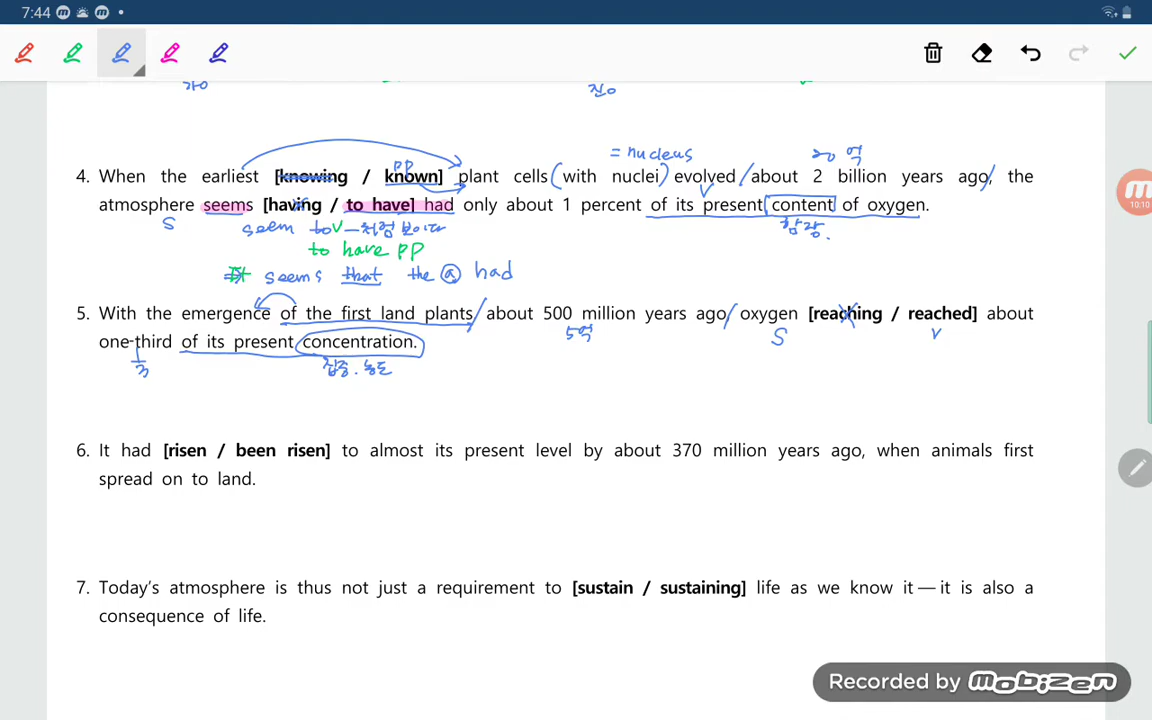 7:44
가 진
= nucleus 20 억
pp
4. When the earliest [knowing / known] plant cells (with nuclei) evolved / about 2 billion years ago, / the
v
atmosphere seems [having / to have] had only about 1 percent of its present content of oxygen.
S seem to V ~처럼 보이다 함량.
to have pp
It seems that the ⓐ had
5. With the emergence of the first land plants / about 500 million years ago / oxygen [reaching / reached] about
5억 S v
one-third of its present concentration.
1/3 집중. 농도
6. It had [risen / been risen] to almost its present level by about 370 million years ago, when animals first
spread on to land.
7. Today's atmosphere is thus not just a requirement to [sustain / sustaining] life as we know it — it is also a
consequence of life.
10:10
Recorded by mobizen